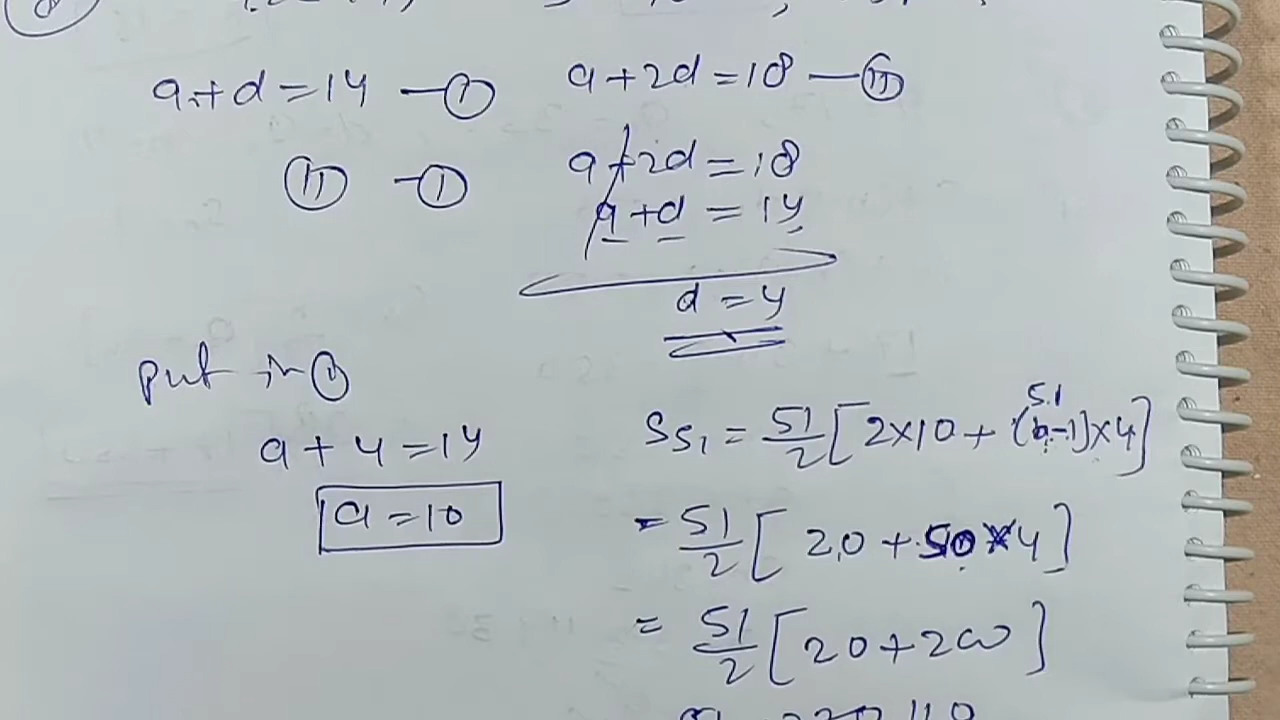 a+d=14 —(I) a+2d=18 —(II)
(II) -(I) a+2d=18
a+d=14
d=4
put in (I)
a+4=14
a=10
S51 = 51/2 [2×10+(n-1)×4]
51
= 51/2 [20+50×4]
= 51/2 [20+200]